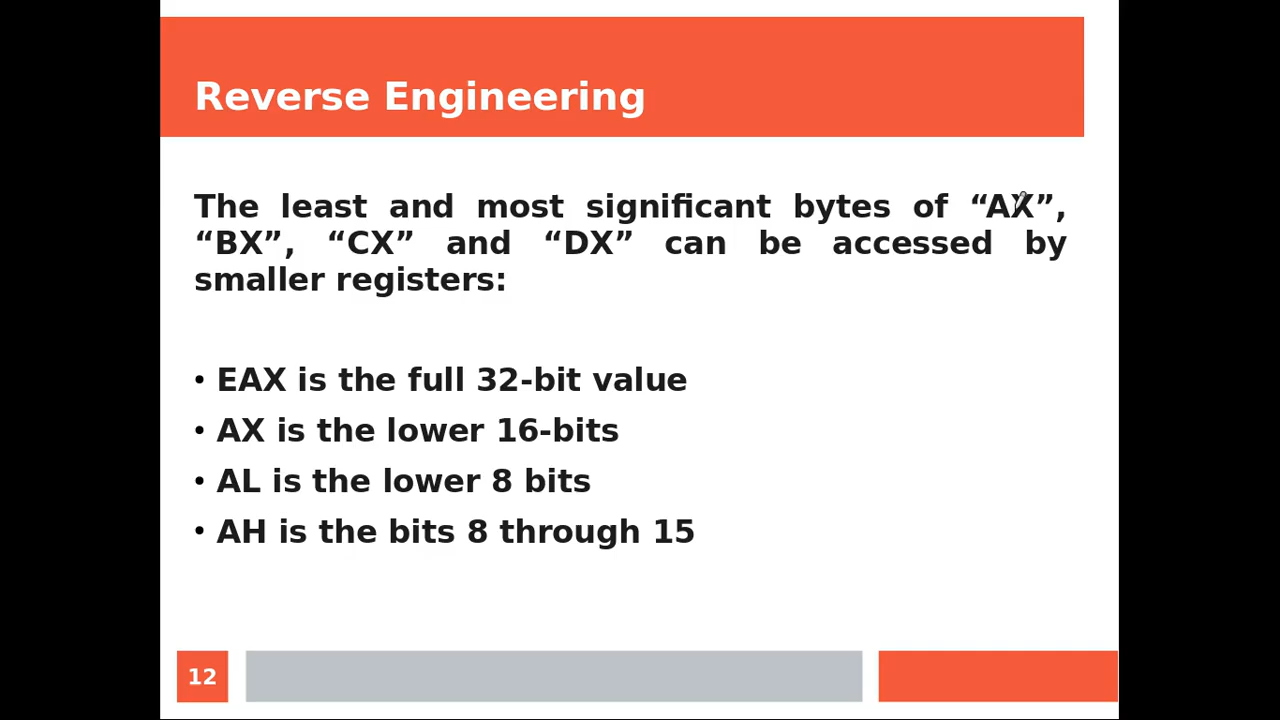 Reverse Engineering
The least and most significant bytes of “AX”,
“BX”, “CX” and “DX” can be accessed by
smaller registers:
• EAX is the full 32-bit value
• AX is the lower 16-bits
• AL is the lower 8 bits
• AH is the bits 8 through 15
12